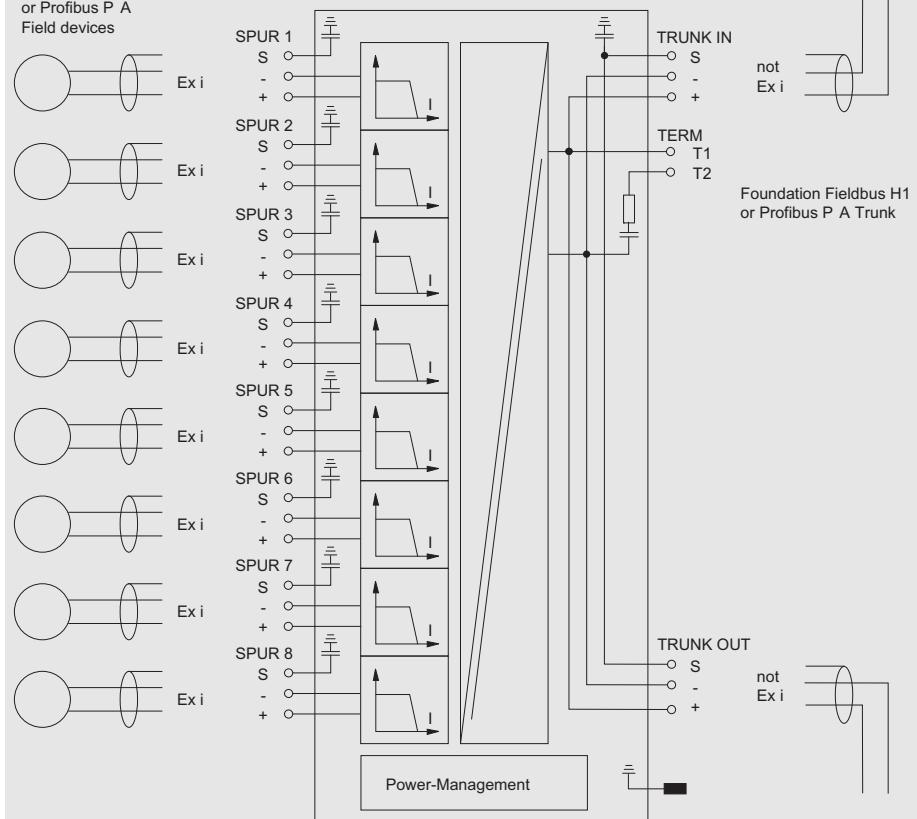 or Profibus P A
Field devices
SPUR 1
S
-
+
Ex i
I
SPUR 2
S
-
+
Ex i
I
SPUR 3
S
-
+
Ex i
I
SPUR 4
S
-
+
Ex i
I
SPUR 5
S
-
+
Ex i
I
SPUR 6
S
-
+
Ex i
I
SPUR 7
S
-
+
Ex i
I
SPUR 8
S
-
+
Ex i
I
Power-Management
TRUNK IN
S
-
+
not
Ex i
TERM
T1
T2
Foundation Fieldbus H1
or Profibus P A Trunk
TRUNK OUT
S
-
+
not
Ex i